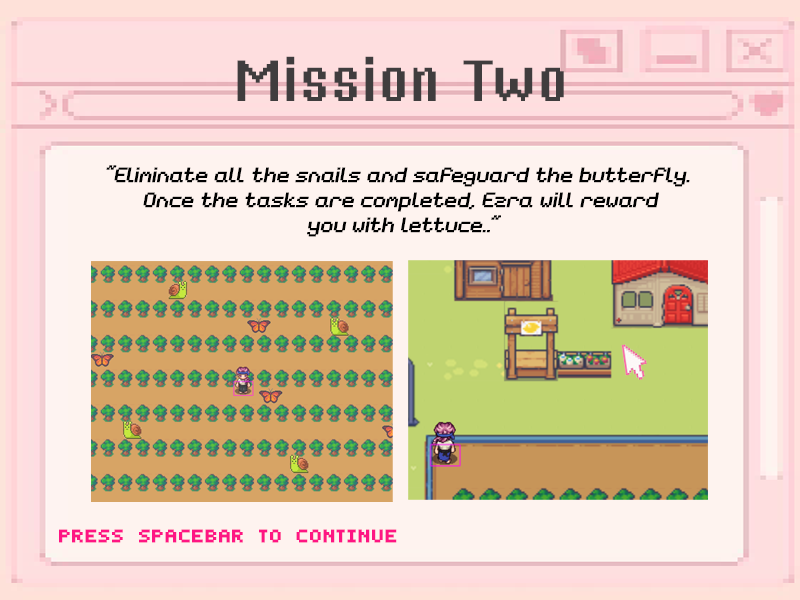 Mission Two
"Eliminate all the snails and safeguard the butterfly.
Once the tasks are completed, Ezra will reward
you with lettuce.."
PRESS SPACEBAR TO CONTINUE